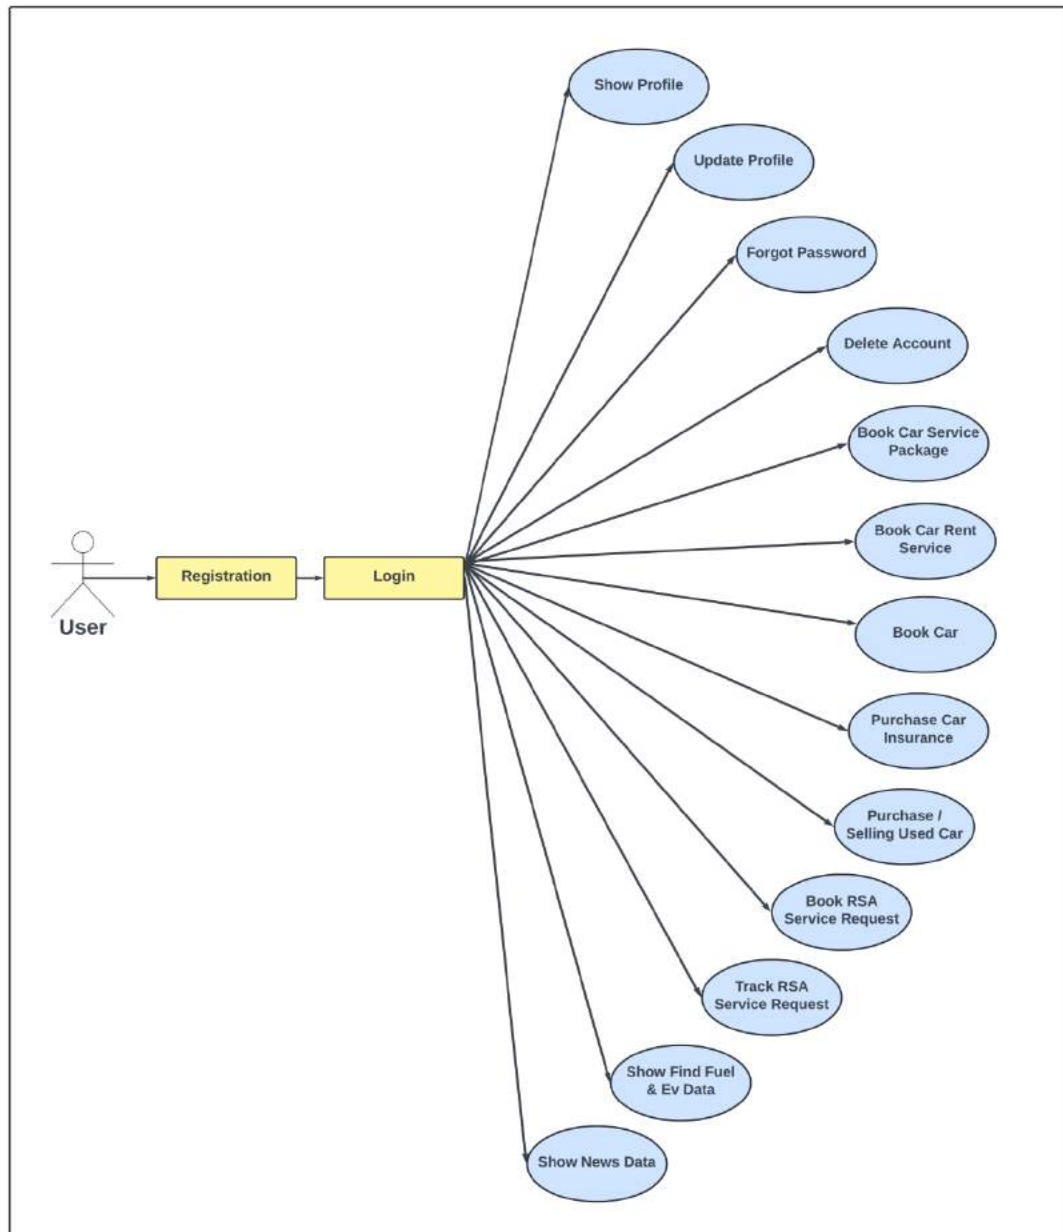 Show Profile
Update Profile
Forgot Password
Delete Account
Book Car Service
Package
Book Car Rent
Service
Registration
Login
User
Book Car
Purchase Car
Insurance
Purchase /
Selling Used Car
Book RSA
Service Request
Track RSA
Service Request
Show Find Fuel
& Ev Data
Show News Data